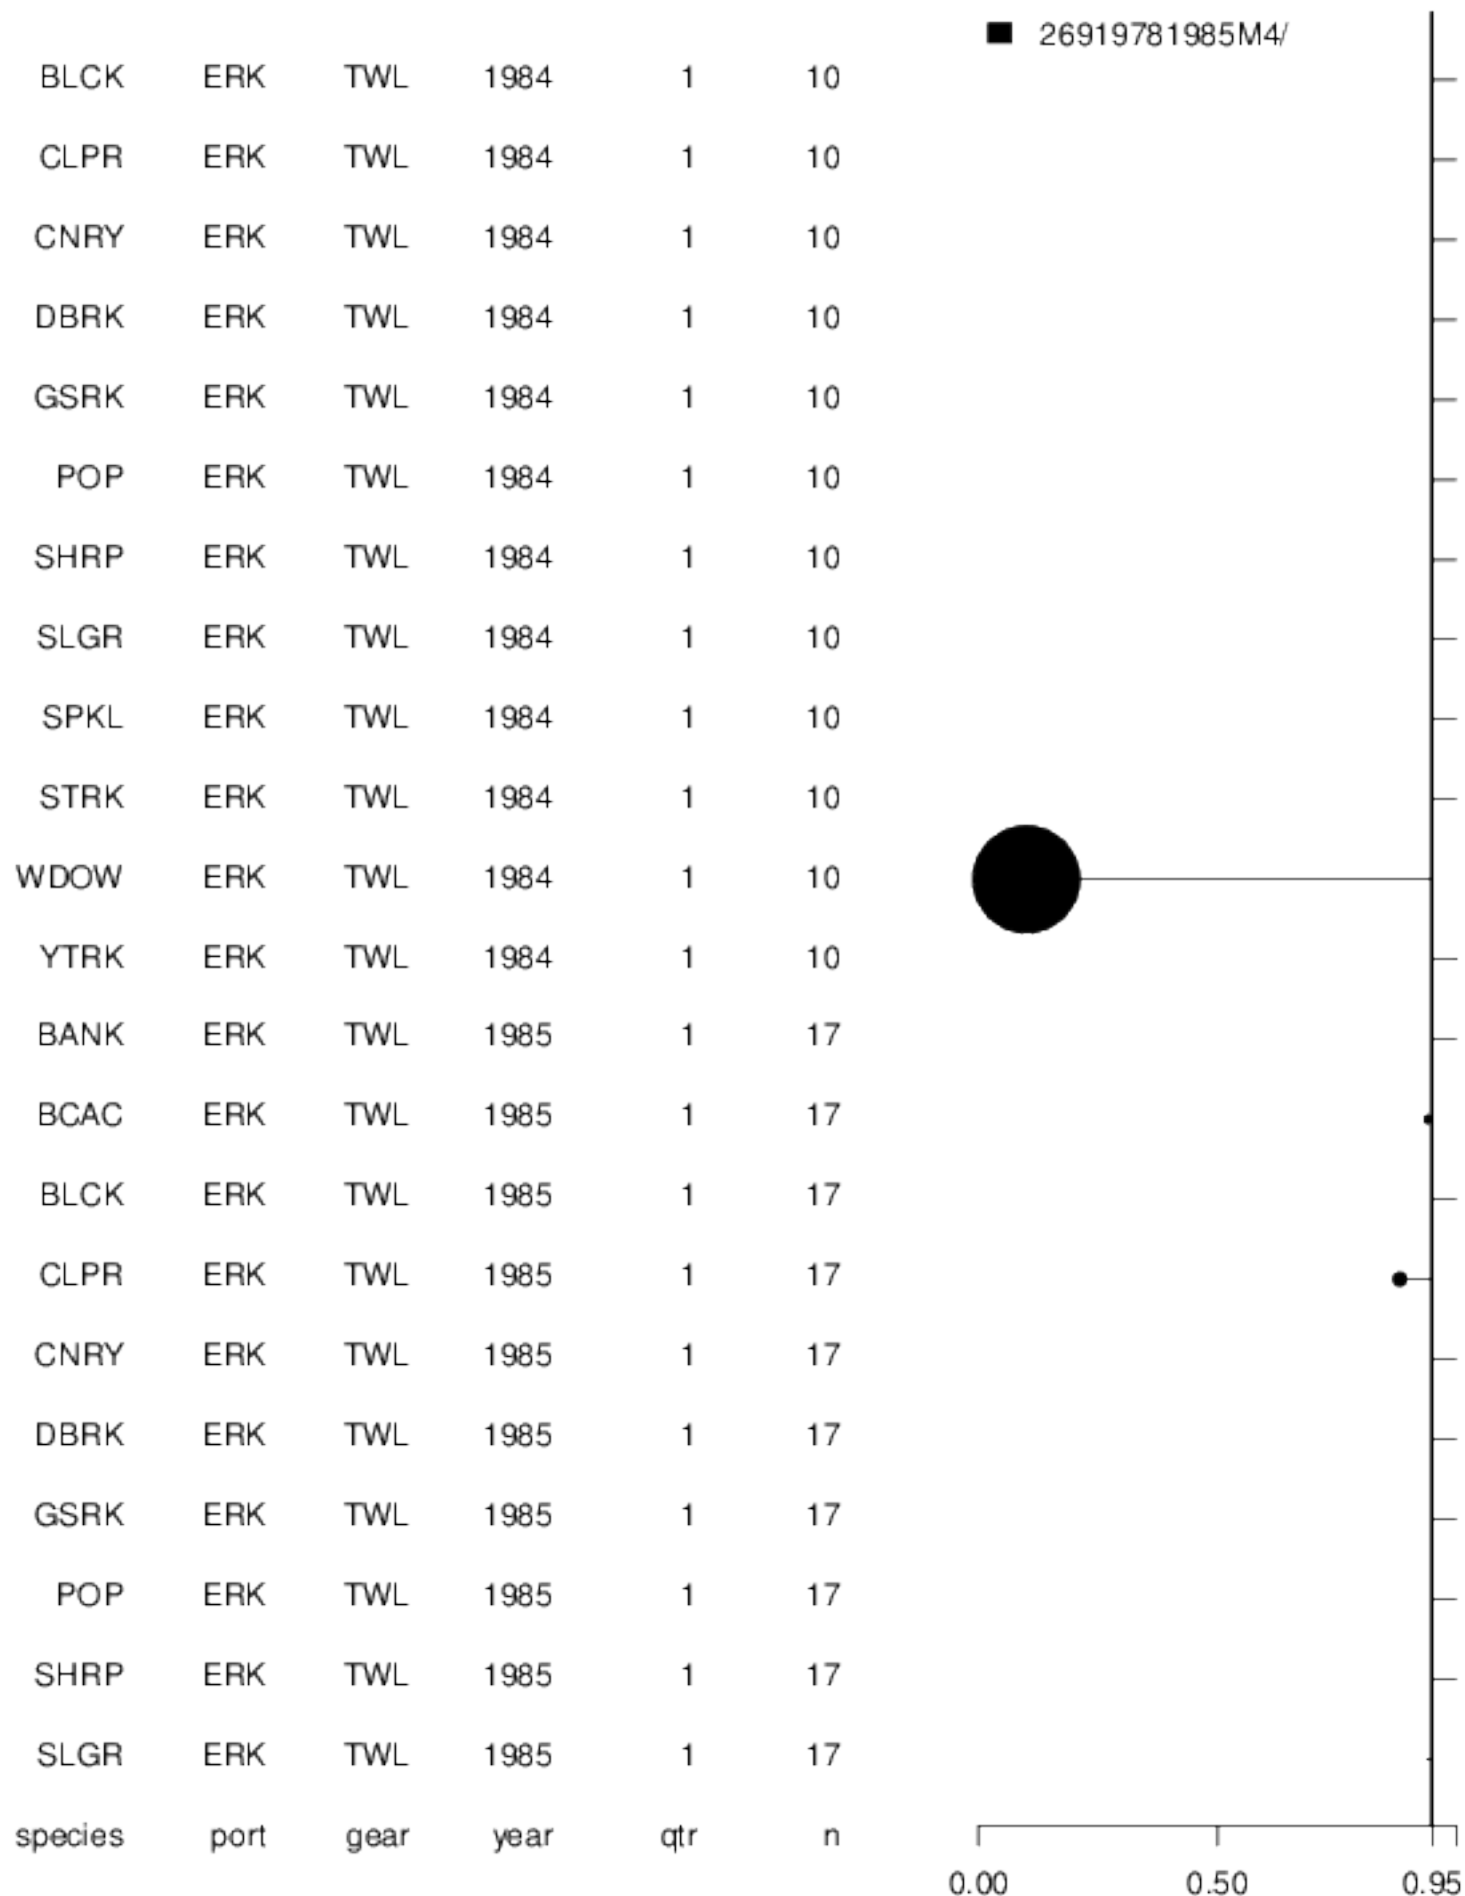 26919781985M4/
BLCK ERK TWL 1984 1 10
CLPR ERK TWL 1984 1 10
CNRY ERK TWL 1984 1 10
DBRK ERK TWL 1984 1 10
GSRK ERK TWL 1984 1 10
POP ERK TWL 1984 1 10
SHRP ERK TWL 1984 1 10
SLGR ERK TWL 1984 1 10
SPKL ERK TWL 1984 1 10
STRK ERK TWL 1984 1 10
WDOW ERK TWL 1984 1 10
YTRK ERK TWL 1984 1 10
BANK ERK TWL 1985 1 17
BCAC ERK TWL 1985 1 17
BLCK ERK TWL 1985 1 17
CLPR ERK TWL 1985 1 17
CNRY ERK TWL 1985 1 17
DBRK ERK TWL 1985 1 17
GSRK ERK TWL 1985 1 17
POP ERK TWL 1985 1 17
SHRP ERK TWL 1985 1 17
SLGR ERK TWL 1985 1 17
species port gear year qtr n
0.00 0.50 0.95